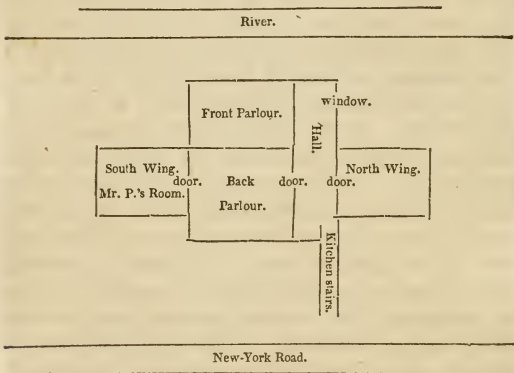 River.
Front Parlour.
window.
Hall.
South Wing.
Mr. P.'s Room.
door.
Back
Parlour.
door.
door.
North Wing.
Kitchen stairs.
New-York Road.